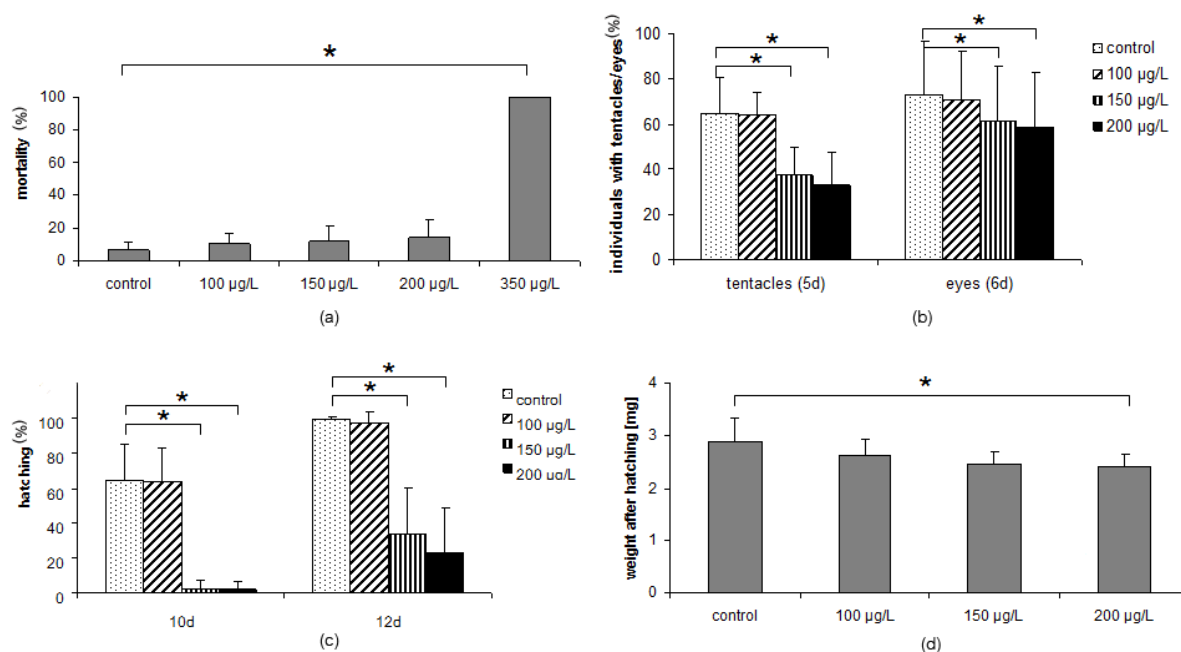 *
mortality (%)
100
80
60
40
20
0
control
100 µg/L
150 µg/L
200 µg/L
350 µg/L
(a)
individuals with tentacles/eyes(%)
100
80
60
40
20
0
*
*
*
*
control
100 µg/L
150 µg/L
200 µg/L
tentacles (5d)
eyes (6d)
(b)
hatching(%)
100
80
60
40
20
0
*
*
*
*
control
100 µg/L
150 µg/L
200 µg/L
10d
12d
(c)
weight after hatching [mg]
4
3
2
1
0
*
control
100 µg/L
150 µg/L
200 µg/L
(d)